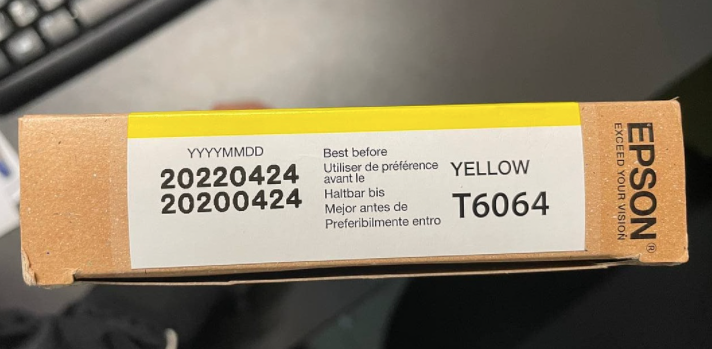 YYYYMMDD
20220424
20200424
Best before
Utiliser de préférence
avant le
Haltbar bis
Mejor antes de
Preferibilmente entro
YELLOW
T6064
EPSON®
EXCEED YOUR VISION